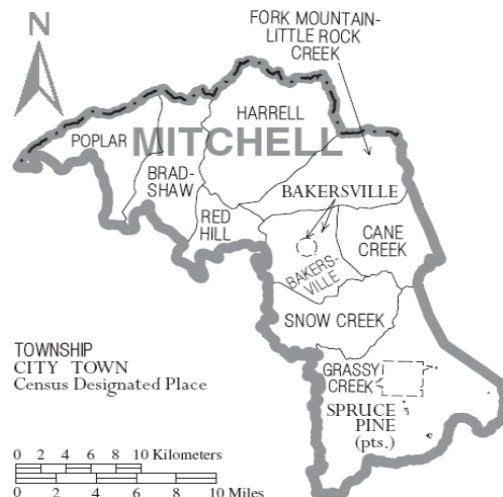 N
FORK MOUNTAIN-
LITTLE ROCK
CREEK
HARRELL
POPLAR
MITCHELL
BRAD-
SHAW
BAKERSVILLE
RED
HILL
CANE
CREEK
BAKERS-
VILLE
SNOW CREEK
TOWNSHIP
CITY TOWN
Census Designated Place
GRASSY
CREEK
SPRUCE
PINE
(pts.)
0 2 4 6 8 10 Kilometers
0 2 4 6 8 10 Miles